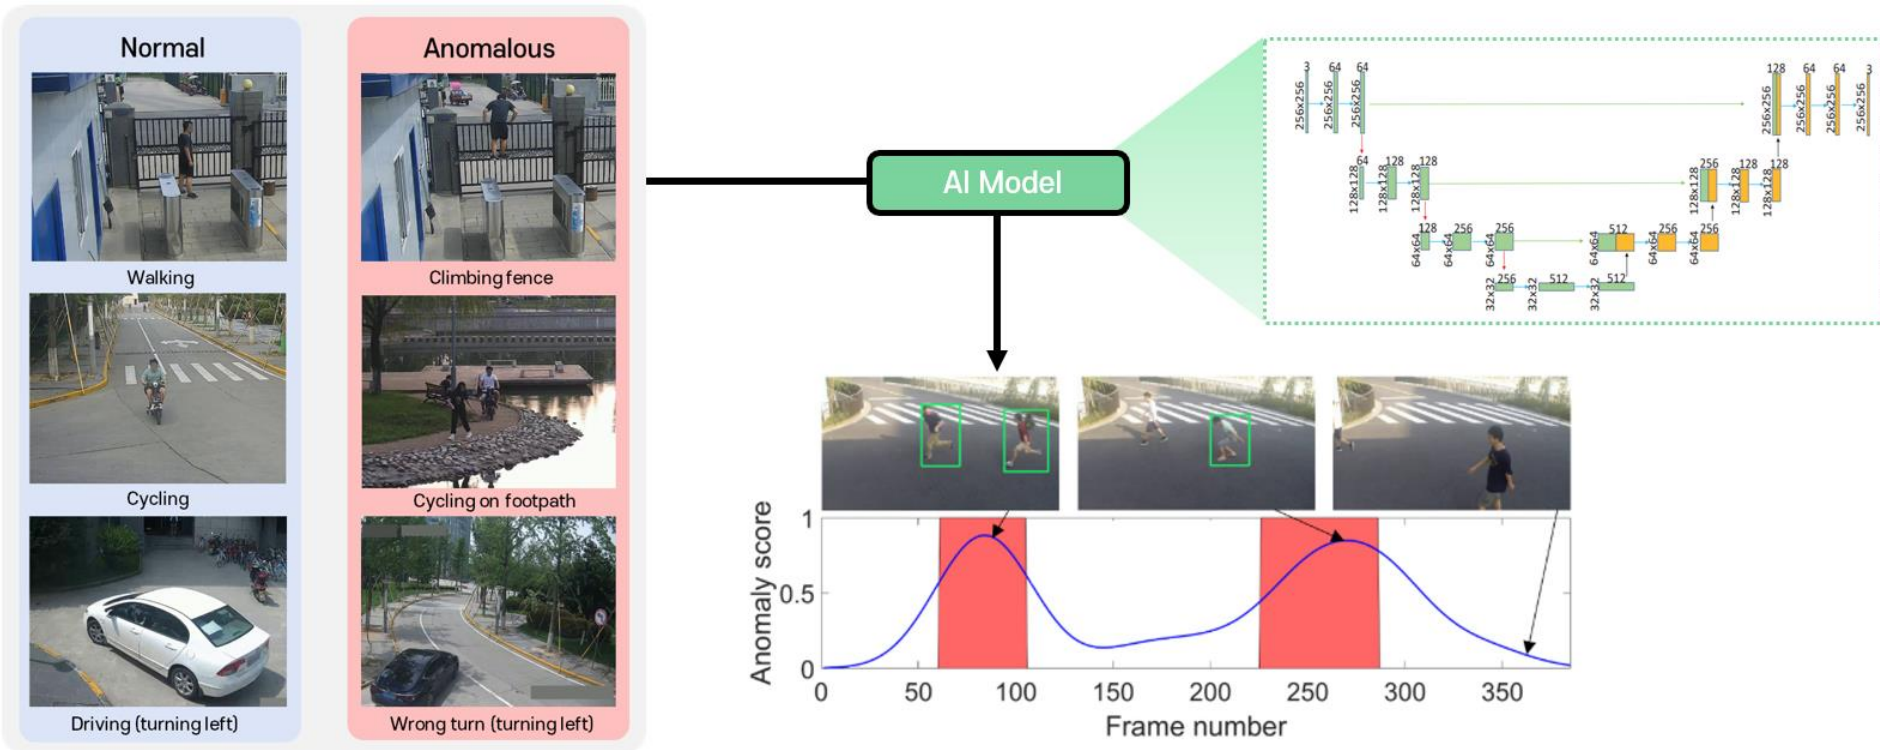 Normal
Anomalous
Walking
Climbing fence
Cycling
Cycling on footpath
Driving (turning left)
Wrong turn (turning left)
AI Model
3 64 64
256x256 256x256 256x256
128 64 64 3
256x256 256x256 256x256 256x256
64 128 128
128x128 128x128 128x128
256 128 128
128x128 128x128 128x128
128 256 256
64x64 64x64 64x64
512 256 256
64x64 64x64 64x64
256 512 512
32x32 32x32 32x32
Anomaly score
1
0.5
0
0 50 100 150 200 250 300 350
Frame number